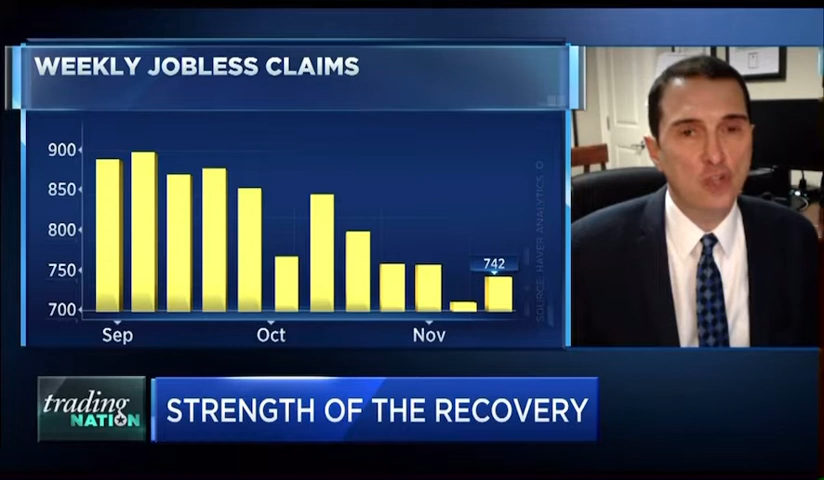 WEEKLY JOBLESS CLAIMS
900
850
800
750
700
742
Sep
Oct
Nov
SOURCE: HAVER ANALYTICS,
trading
NATION
STRENGTH OF THE RECOVERY